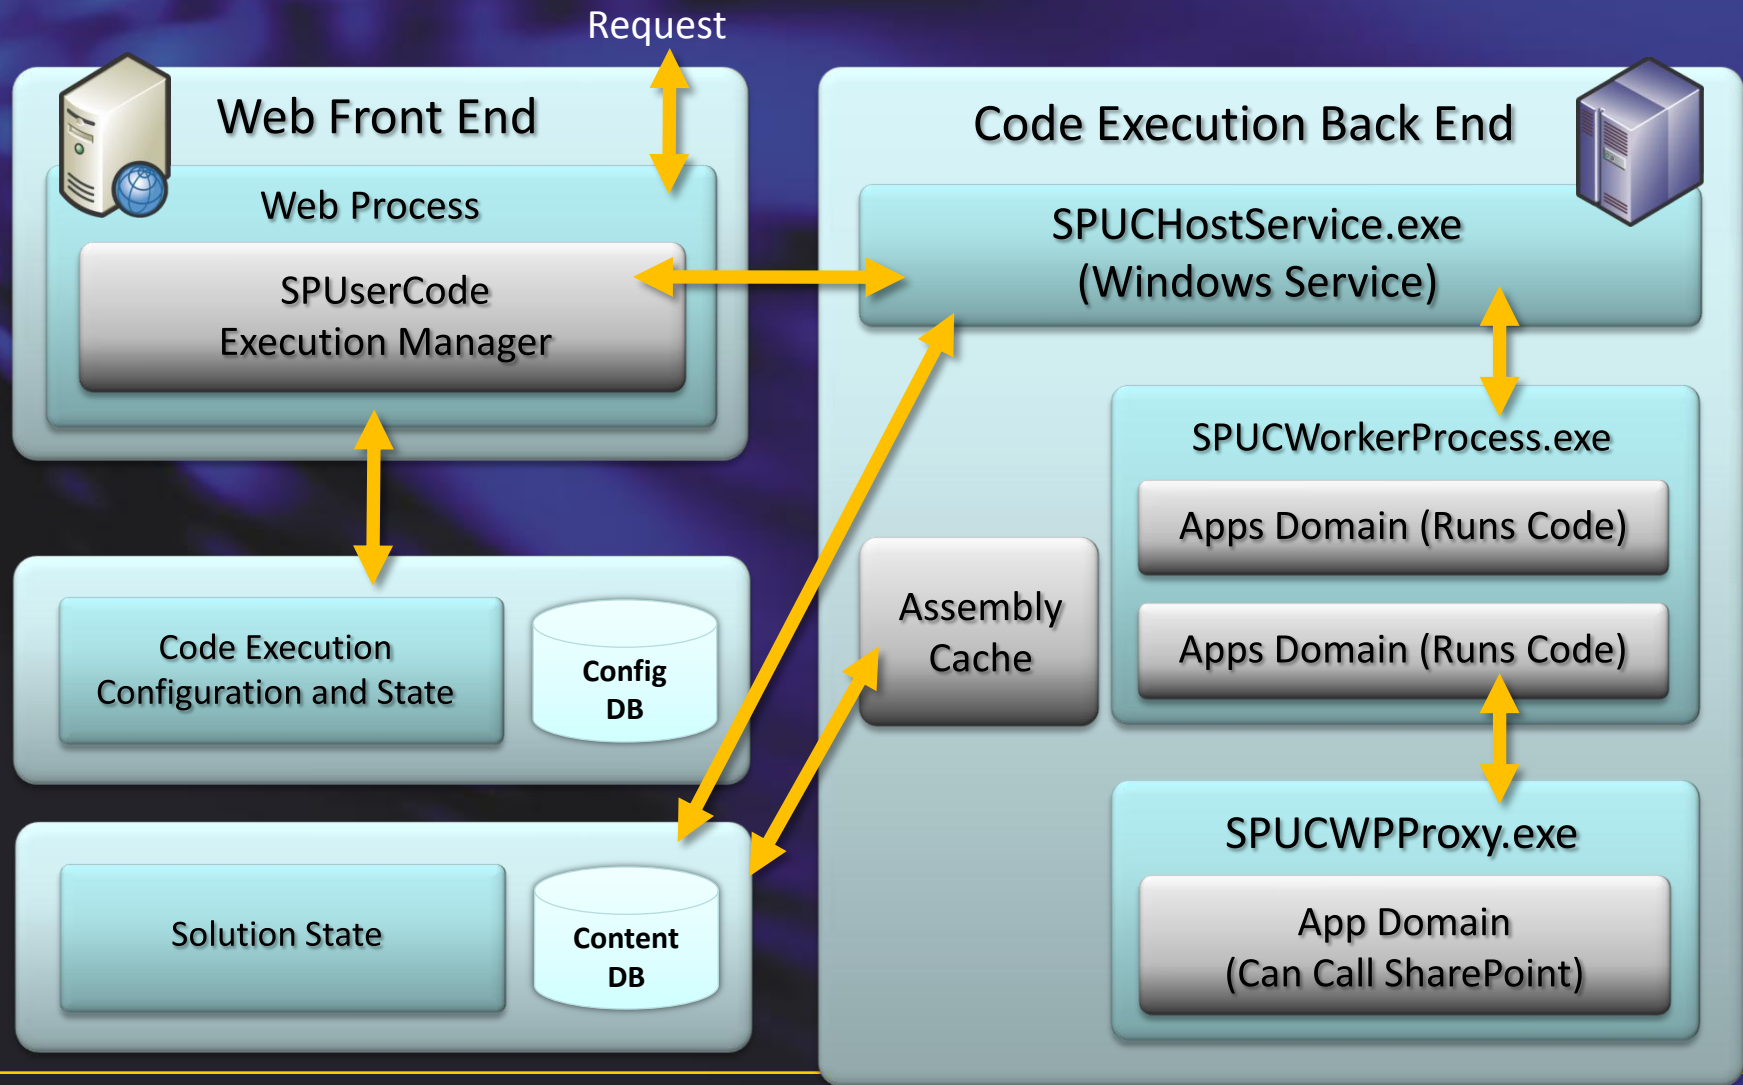 Request
Web Front End
Web Process
SPUserCode
Execution Manager
Code Execution
Configuration and State
Config
DB
Solution State
Content
DB
Code Execution Back End
SPUCHostService.exe
(Windows Service)
SPUCWorkerProcess.exe
Apps Domain (Runs Code)
Apps Domain (Runs Code)
Assembly
Cache
SPUCWPProxy.exe
App Domain
(Can Call SharePoint)